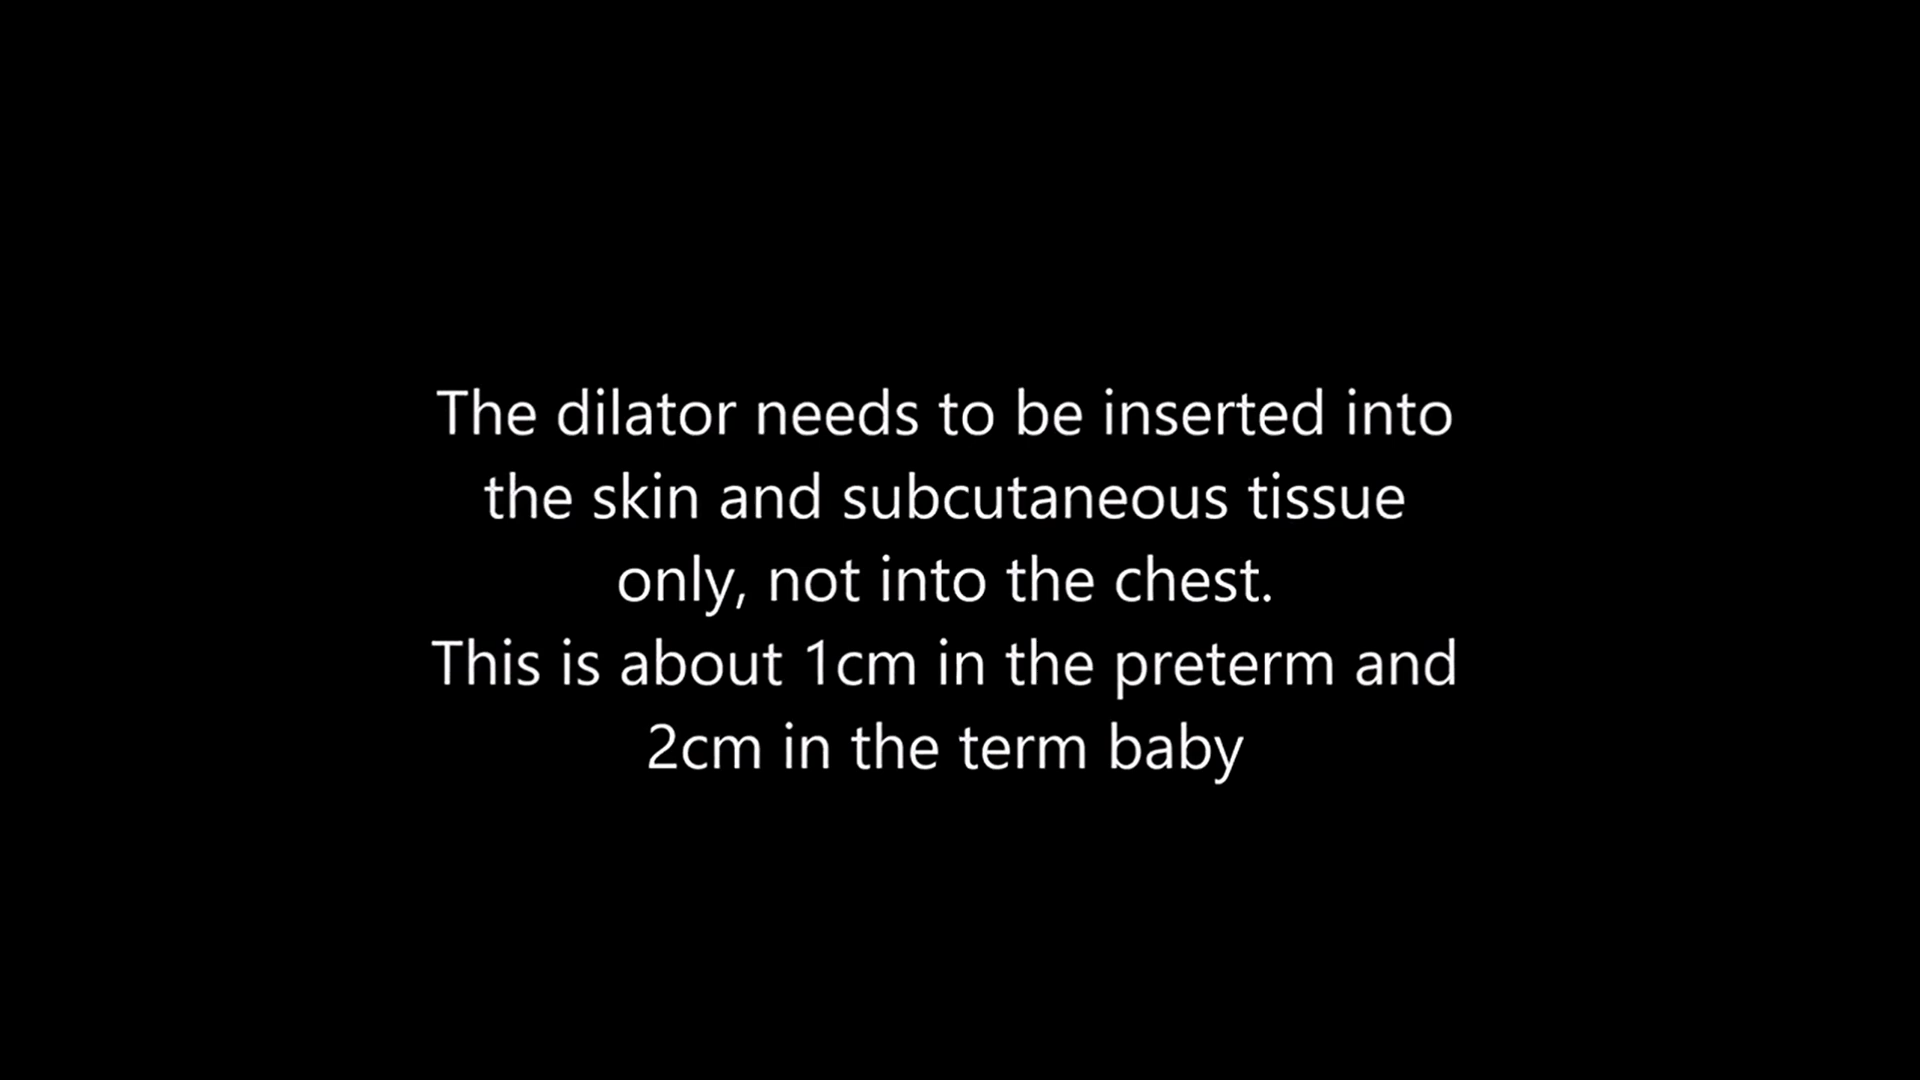 The dilator needs to be inserted into
the skin and subcutaneous tissue
only, not into the chest.
This is about 1cm in the preterm and
2cm in the term baby